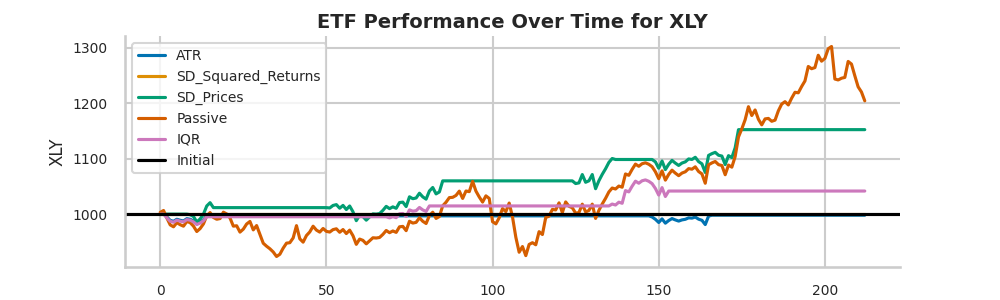 ETF Performance Over Time for XLY
1300
1200
1100
1000
XLY
ATR
SD_Squared_Returns
SD_Prices
Passive
IQR
Initial
0
50
100
150
200